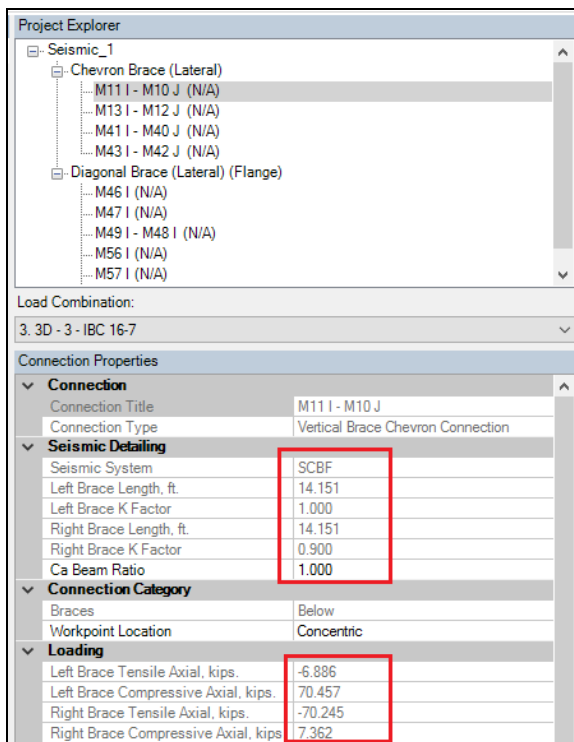 Project Explorer
Seismic_1
Chevron Brace (Lateral)
M11 I - M10 J (N/A)
M13 I - M12 J (N/A)
M41 I - M40 J (N/A)
M43 I - M42 J (N/A)
Diagonal Brace (Lateral) (Flange)
M46 I (N/A)
M47 I (N/A)
M49 I - M48 I (N/A)
M56 I (N/A)
M57 I (N/A)
Load Combination:
3. 3D - 3 - IBC 16-7
Connection Properties
Connection
Connection Title M11 I - M10 J
Connection Type Vertical Brace Chevron Connection
Seismic Detailing
Seismic System SCBF
Left Brace Length, ft. 14.151
Left Brace K Factor 1.000
Right Brace Length, ft. 14.151
Right Brace K Factor 0.900
Ca Beam Ratio 1.000
Connection Category
Braces Below
Workpoint Location Concentric
Loading
Left Brace Tensile Axial, kips. -6.886
Left Brace Compressive Axial, kips. 70.457
Right Brace Tensile Axial, kips. -70.245
Right Brace Compressive Axial, kips 7.362